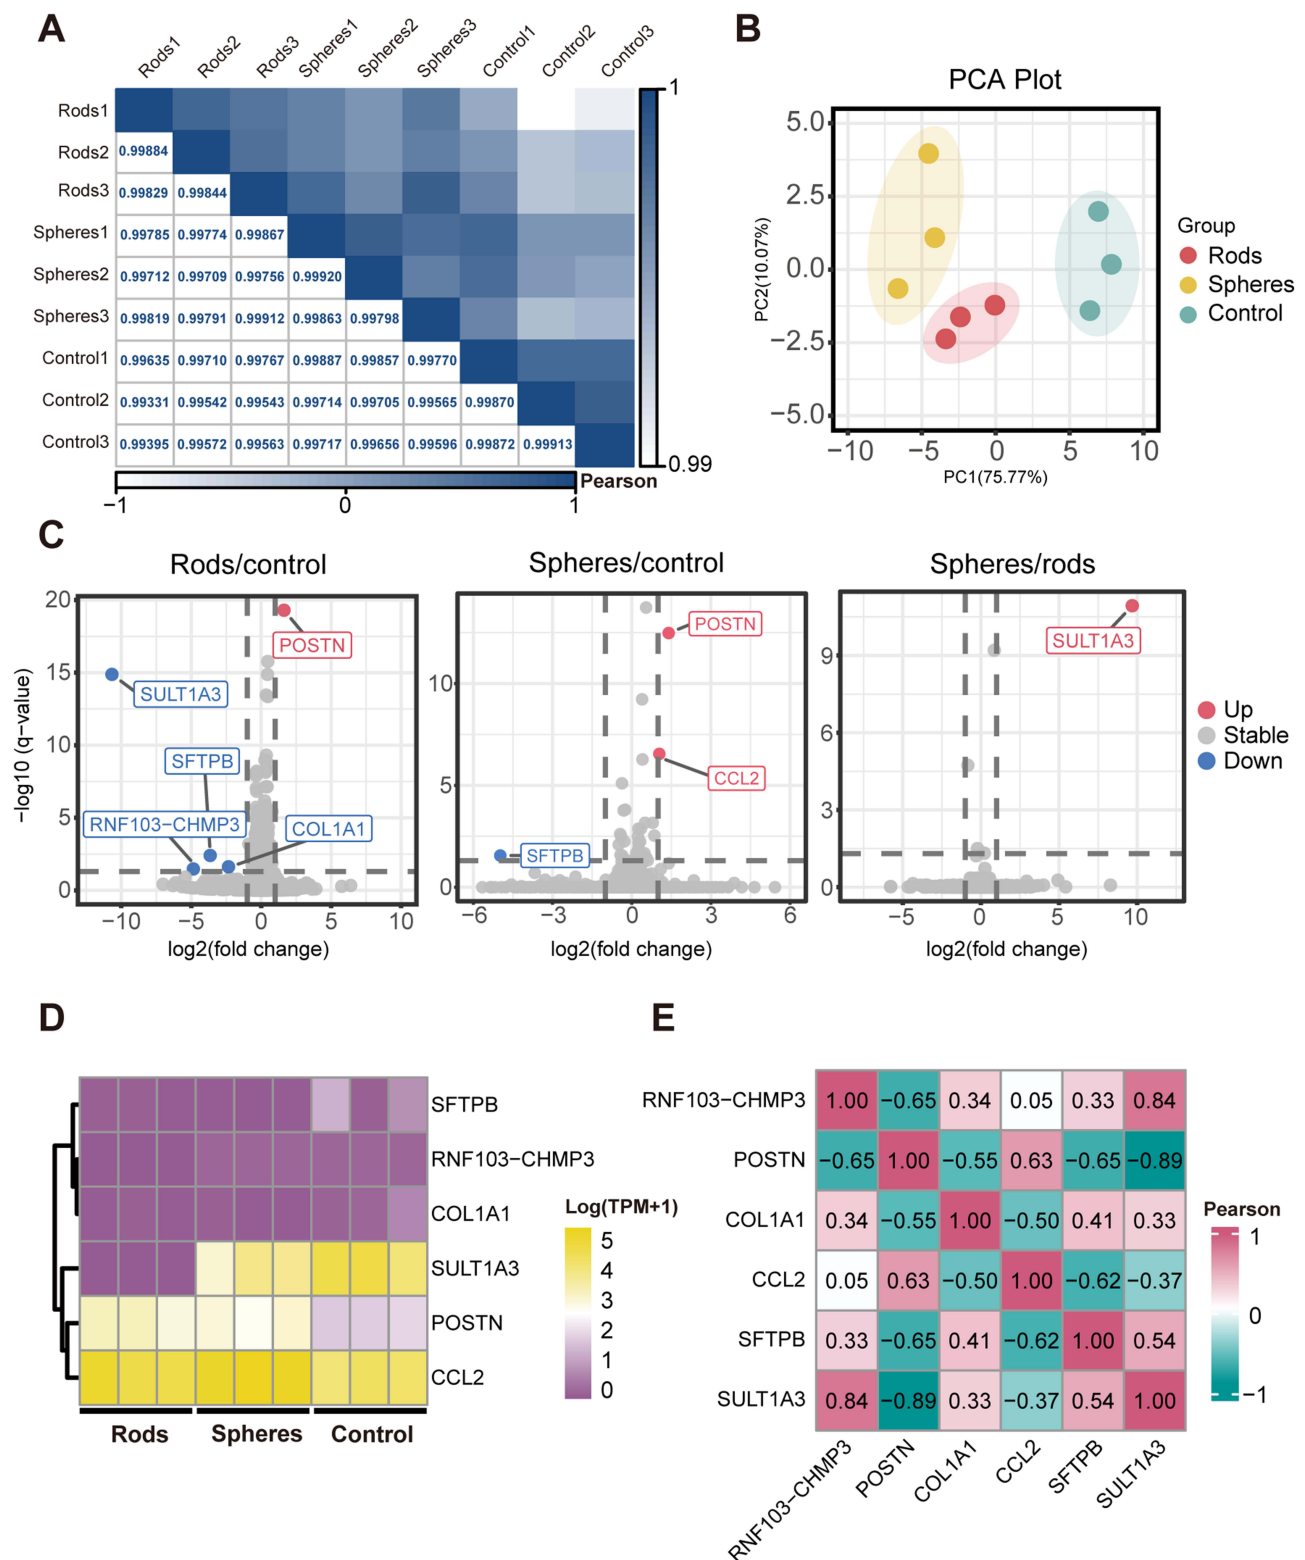 A
Rods1 Rods2 Rods3 Spheres1 Spheres2 Spheres3 Control1 Control2 Control3
Rods1
Rods2 0.99884
Rods3 0.99829 0.99844
Spheres1 0.99785 0.99774 0.99867
Spheres2 0.99712 0.99709 0.99756 0.99920
Spheres3 0.99819 0.99791 0.99912 0.99863 0.99798
Control1 0.99635 0.99710 0.99767 0.99887 0.99857 0.99770
Control2 0.99331 0.99542 0.99543 0.99714 0.99705 0.99565 0.99870
Control3 0.99395 0.99572 0.99563 0.99717 0.99656 0.99596 0.99872 0.99913
1
0.99
Pearson
−1 0 1
B
PCA Plot
5.0
2.5
0.0
−2.5
−5.0
PC2(10.07%)
−10 −5 0 5 10
PC1(75.77%)
Group
Rods
Spheres
Control
C
Rods/control
20
15
10
5
0
−log10 (q−value)
POSTN
SULT1A3
SFTPB
RNF103−CHMP3
COL1A1
−10 −5 0 5 10
log2(fold change)
Spheres/control
10
5
0
POSTN
CCL2
SFTPB
−6 −3 0 3 6
log2(fold change)
Spheres/rods
9
6
3
0
SULT1A3
−5 0 5 10
log2(fold change)
Up
Stable
Down
D
SFTPB
RNF103−CHMP3
COL1A1
SULT1A3
POSTN
CCL2
Rods Spheres Control
Log(TPM+1)
5
4
3
2
1
0
E
RNF103−CHMP3 1.00 −0.65 0.34 0.05 0.33 0.84
POSTN −0.65 1.00 −0.55 0.63 −0.65 −0.89
COL1A1 0.34 −0.55 1.00 −0.50 0.41 0.33
CCL2 0.05 0.63 −0.50 1.00 −0.62 −0.37
SFTPB 0.33 −0.65 0.41 −0.62 1.00 0.54
SULT1A3 0.84 −0.89 0.33 −0.37 0.54 1.00
RNF103−CHMP3 POSTN COL1A1 CCL2 SFTPB SULT1A3
Pearson
1
0
−1